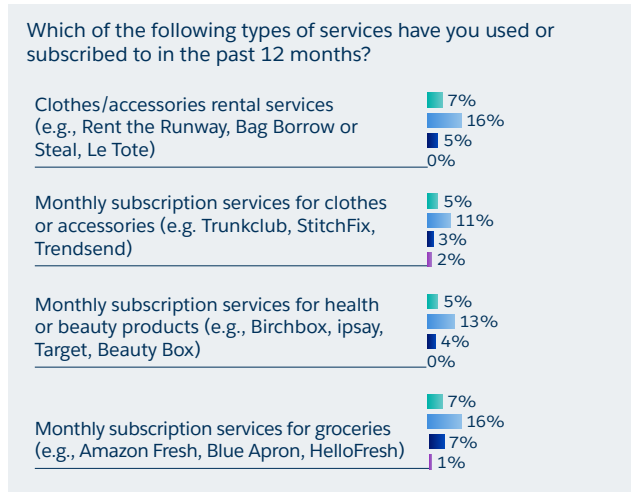 Which of the following types of services have you used or
subscribed to in the past 12 months?
Clothes/accessories rental services
(e.g., Rent the Runway, Bag Borrow or
Steal, Le Tote)
7%
16%
5%
0%
Monthly subscription services for clothes
or accessories (e.g. Trunkclub, StitchFix,
Trendsend)
5%
11%
3%
2%
Monthly subscription services for health
or beauty products (e.g., Birchbox, ipsay,
Target, Beauty Box)
5%
13%
4%
0%
Monthly subscription services for groceries
(e.g., Amazon Fresh, Blue Apron, HelloFresh)
7%
16%
7%
1%